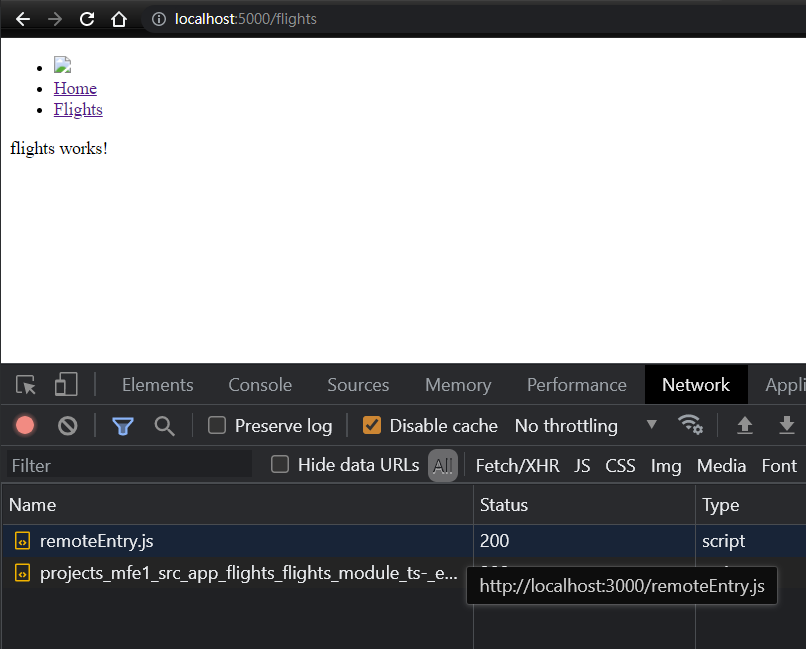 localhost:5000/flights
Home
Flights
flights works!
Elements Console Sources Memory Performance Network Appli
Preserve log Disable cache No throttling
Filter Hide data URLs All Fetch/XHR JS CSS Img Media Font
Name Status Type
remoteEntry.js 200 script
projects_mfe1_src_app_flights_flights_module_ts-_e...
http://localhost:3000/remoteEntry.js